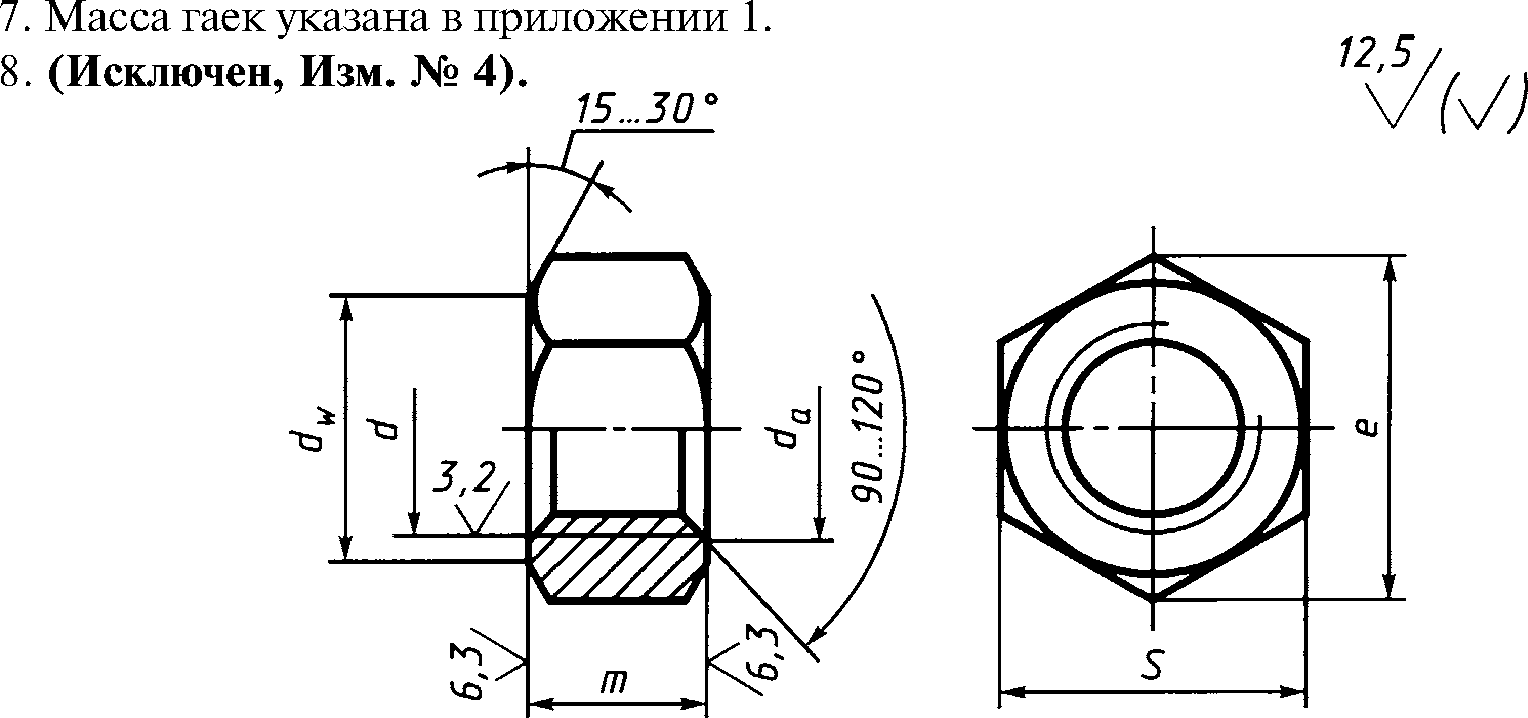 7. Масса гаек указана в приложении 1.
8. (Исключен, Изм. № 4).
12,5 (√)
15...30°
d_w
d
3,2
d_a
90...120°
e
6,3
m
6,3
S